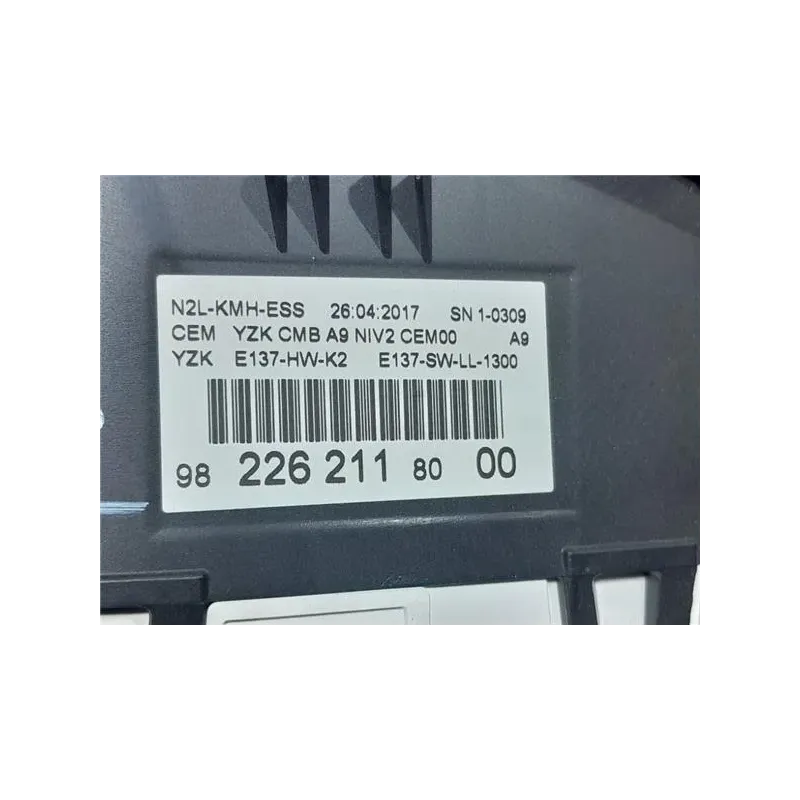 N2L-KMH-ESS 26:04:2017 SN 1-0309
CEM YZK CMB A9 NIV2 CEM00 A9
YZK E137-HW-K2 E137-SW-LL-1300
98 226 211 80 00